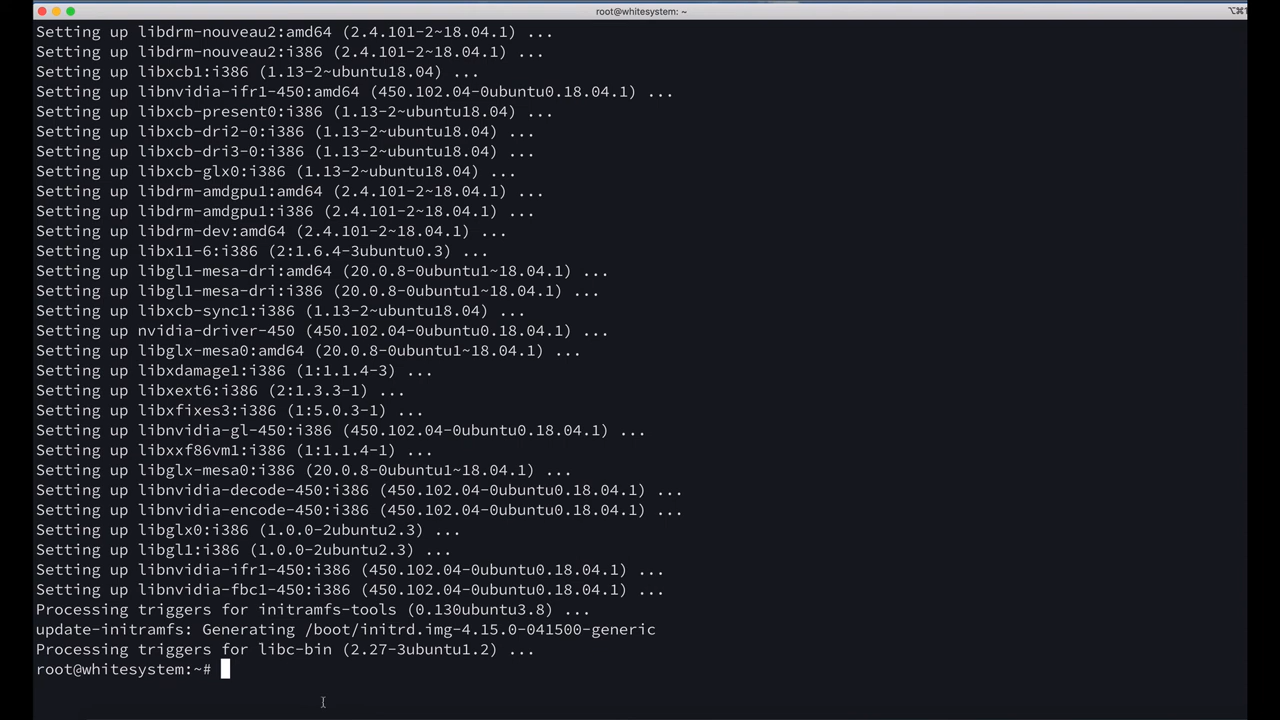 root@whitesystem: ~
Setting up libdrm-nouveau2:amd64 (2.4.101-2~18.04.1) ...
Setting up libdrm-nouveau2:i386 (2.4.101-2~18.04.1) ...
Setting up libxcb1:i386 (1.13-2~ubuntu18.04) ...
Setting up libnvidia-ifr1-450:amd64 (450.102.04-0ubuntu0.18.04.1) ...
Setting up libxcb-present0:i386 (1.13-2~ubuntu18.04) ...
Setting up libxcb-dri2-0:i386 (1.13-2~ubuntu18.04) ...
Setting up libxcb-dri3-0:i386 (1.13-2~ubuntu18.04) ...
Setting up libxcb-glx0:i386 (1.13-2~ubuntu18.04) ...
Setting up libdrm-amdgpu1:amd64 (2.4.101-2~18.04.1) ...
Setting up libdrm-amdgpu1:i386 (2.4.101-2~18.04.1) ...
Setting up libdrm-dev:amd64 (2.4.101-2~18.04.1) ...
Setting up libx11-6:i386 (2:1.6.4-3ubuntu0.3) ...
Setting up libgl1-mesa-dri:amd64 (20.0.8-0ubuntu1~18.04.1) ...
Setting up libgl1-mesa-dri:i386 (20.0.8-0ubuntu1~18.04.1) ...
Setting up libxcb-sync1:i386 (1.13-2~ubuntu18.04) ...
Setting up nvidia-driver-450 (450.102.04-0ubuntu0.18.04.1) ...
Setting up libglx-mesa0:amd64 (20.0.8-0ubuntu1~18.04.1) ...
Setting up libxdamage1:i386 (1:1.1.4-3) ...
Setting up libxext6:i386 (2:1.3.3-1) ...
Setting up libxfixes3:i386 (1:5.0.3-1) ...
Setting up libnvidia-gl-450:i386 (450.102.04-0ubuntu0.18.04.1) ...
Setting up libxxf86vm1:i386 (1:1.1.4-1) ...
Setting up libglx-mesa0:i386 (20.0.8-0ubuntu1~18.04.1) ...
Setting up libnvidia-decode-450:i386 (450.102.04-0ubuntu0.18.04.1) ...
Setting up libnvidia-encode-450:i386 (450.102.04-0ubuntu0.18.04.1) ...
Setting up libglx0:i386 (1.0.0-2ubuntu2.3) ...
Setting up libgl1:i386 (1.0.0-2ubuntu2.3) ...
Setting up libnvidia-ifr1-450:i386 (450.102.04-0ubuntu0.18.04.1) ...
Setting up libnvidia-fbc1-450:i386 (450.102.04-0ubuntu0.18.04.1) ...
Processing triggers for initramfs-tools (0.130ubuntu3.8) ...
update-initramfs: Generating /boot/initrd.img-4.15.0-041500-generic
Processing triggers for libc-bin (2.27-3ubuntu1.2) ...
root@whitesystem:~#